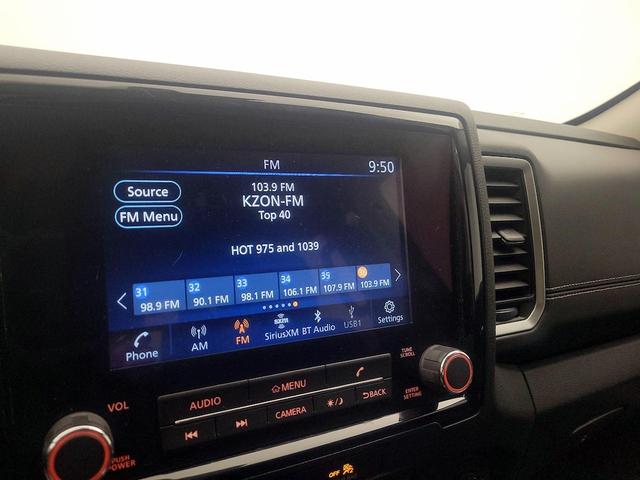 FM
9:50
Source
103.9 FM
KZON-FM
Top 40
FM Menu
HOT 975 and 1039
31
98.9 FM
32
90.1 FM
33
98.1 FM
34
106.1 FM
35
107.9 FM
103.9 FM
Phone
AM
FM
SXM
SiriusXM
BT Audio
USB1
Settings
VOL
PUSH
POWER
AUDIO
MENU
CAMERA
BACK
TUNE
SCROLL
ENTER
SETTING
OFF